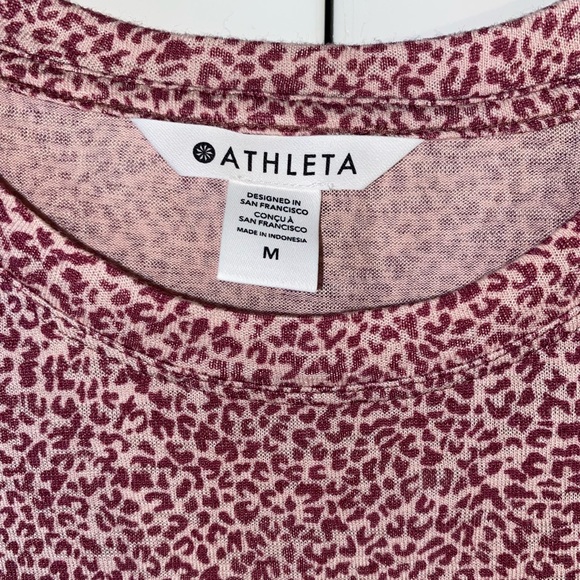 ATHLETA
DESIGNED IN
SAN FRANCISCO
CONÇU À
SAN FRANCISCO
MADE IN INDONESIA
M